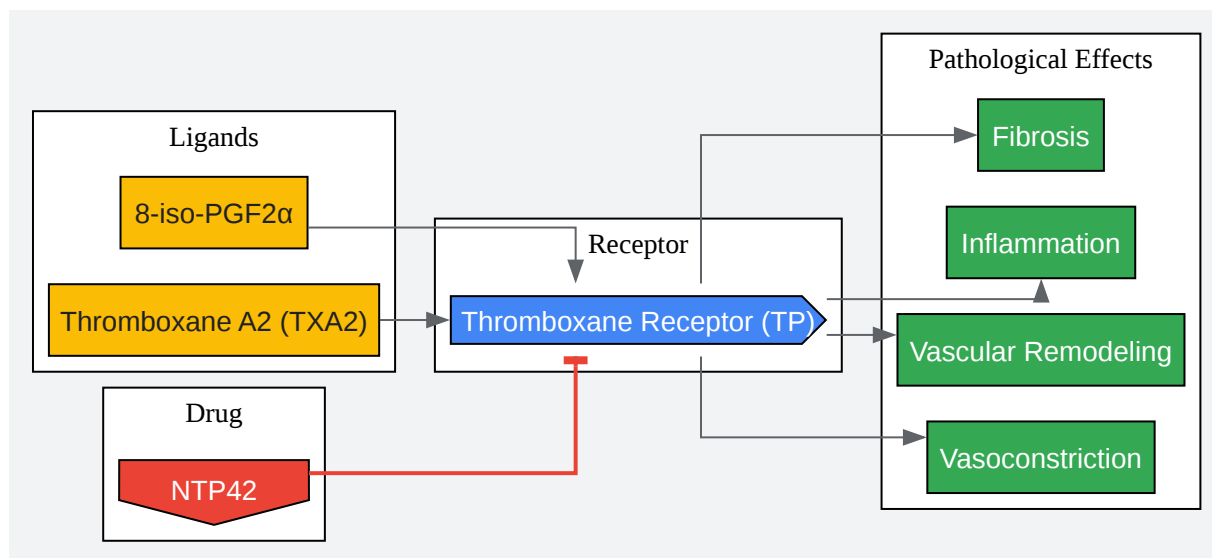 Ligands
8-iso-PGF2α
Thromboxane A2 (TXA2)
Drug
NTP42
Receptor
Thromboxane Receptor (TP)
Pathological Effects
Fibrosis
Inflammation
Vascular Remodeling
Vasoconstriction